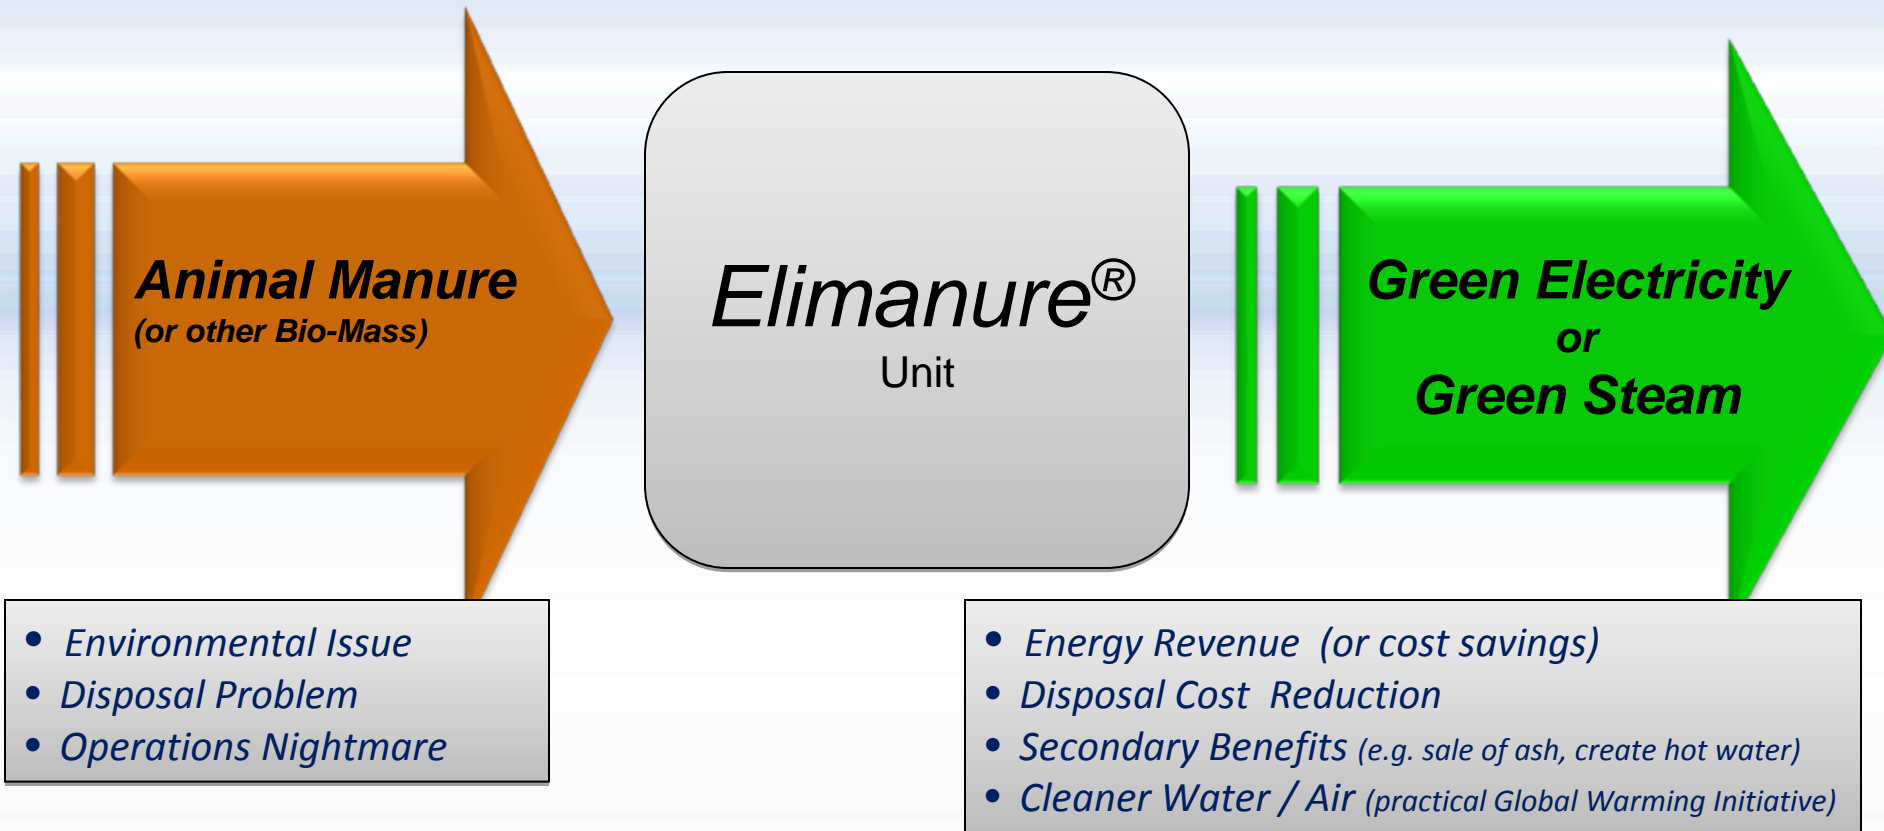 Animal Manure
(or other Bio-Mass)
Elimanure®
Unit
Green Electricity
or
Green Steam
• Environmental Issue
• Disposal Problem
• Operations Nightmare
• Energy Revenue (or cost savings)
• Disposal Cost Reduction
• Secondary Benefits (e.g. sale of ash, create hot water)
• Cleaner Water / Air (practical Global Warming Initiative)